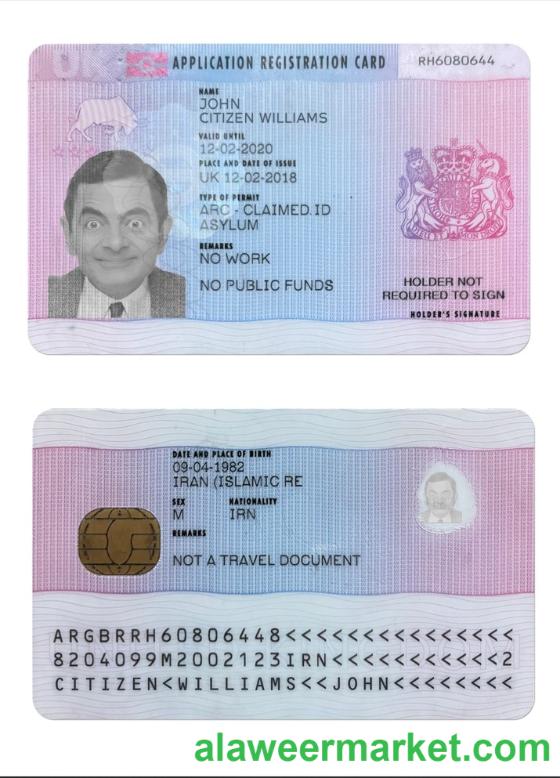 UK
APPLICATION REGISTRATION CARD
RH6080644
NAME
JOHN
CITIZEN WILLIAMS
VALID UNTIL
12-02-2020
PLACE AND DATE OF ISSUE
UK 12-02-2018
TYPE OF PERMIT
ARC - CLAIMED.ID
ASYLUM
REMARKS
NO WORK
NO PUBLIC FUNDS
HOLDER NOT
REQUIRED TO SIGN
HOLDER'S SIGNATURE
DATE AND PLACE OF BIRTH
09-04-1982
IRAN (ISLAMIC RE
SEX NATIONALITY
M IRN
REMARKS
NOT A TRAVEL DOCUMENT
ARGBRRH60806448<<<<<<<<<<<<<<<
8204099M2002123IRN<<<<<<<<<<<2
CITIZEN<WILLIAMS<<JOHN<<<<<<<<
alaweermarket.com